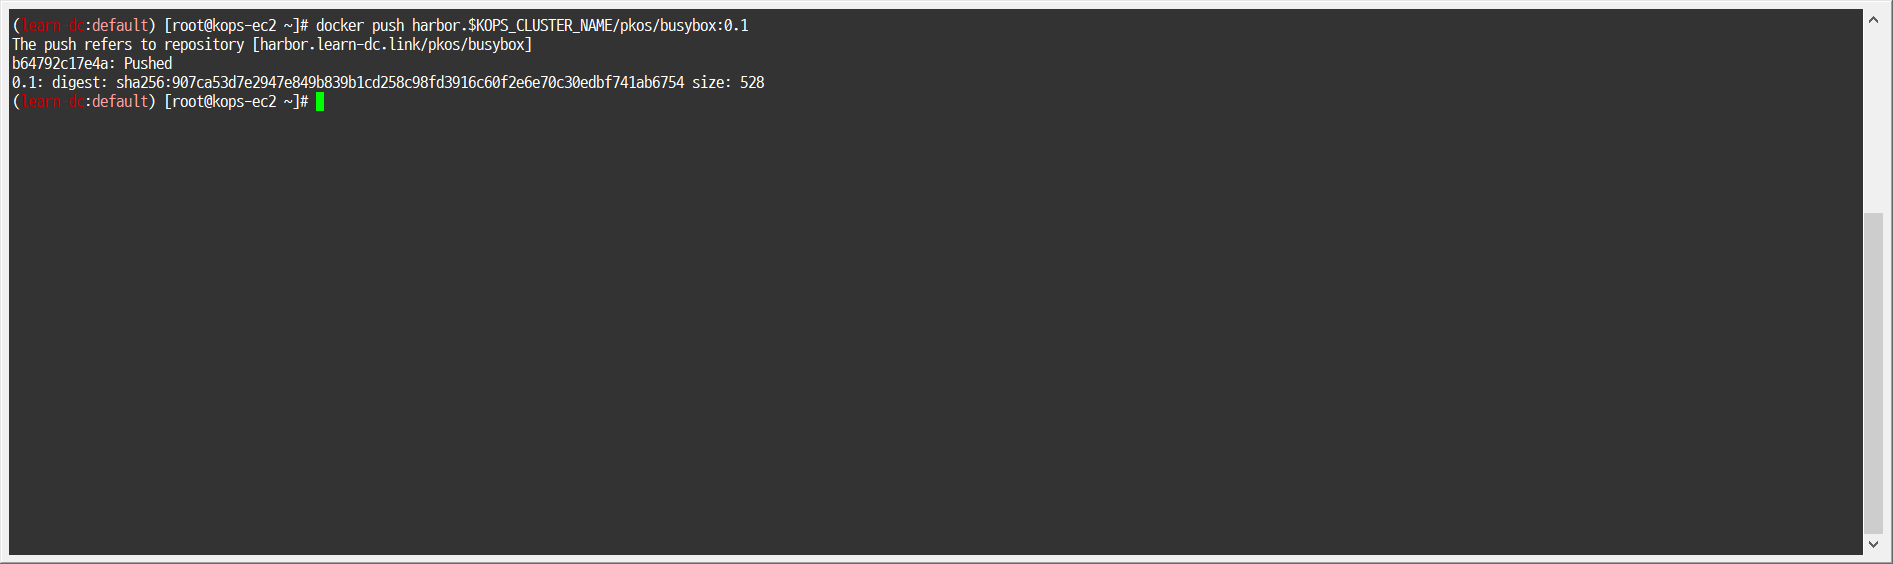 (learn-dc:default) [root@kops-ec2 ~]# docker push harbor.$KOPS_CLUSTER_NAME/pkos/busybox:0.1
The push refers to repository [harbor.learn-dc.link/pkos/busybox]
b64792c17e4a: Pushed
0.1: digest: sha256:907ca53d7e2947e849b839b1cd258c98fd3916c60f2e6e70c30edbf741ab6754 size: 528
(learn-dc:default) [root@kops-ec2 ~]#